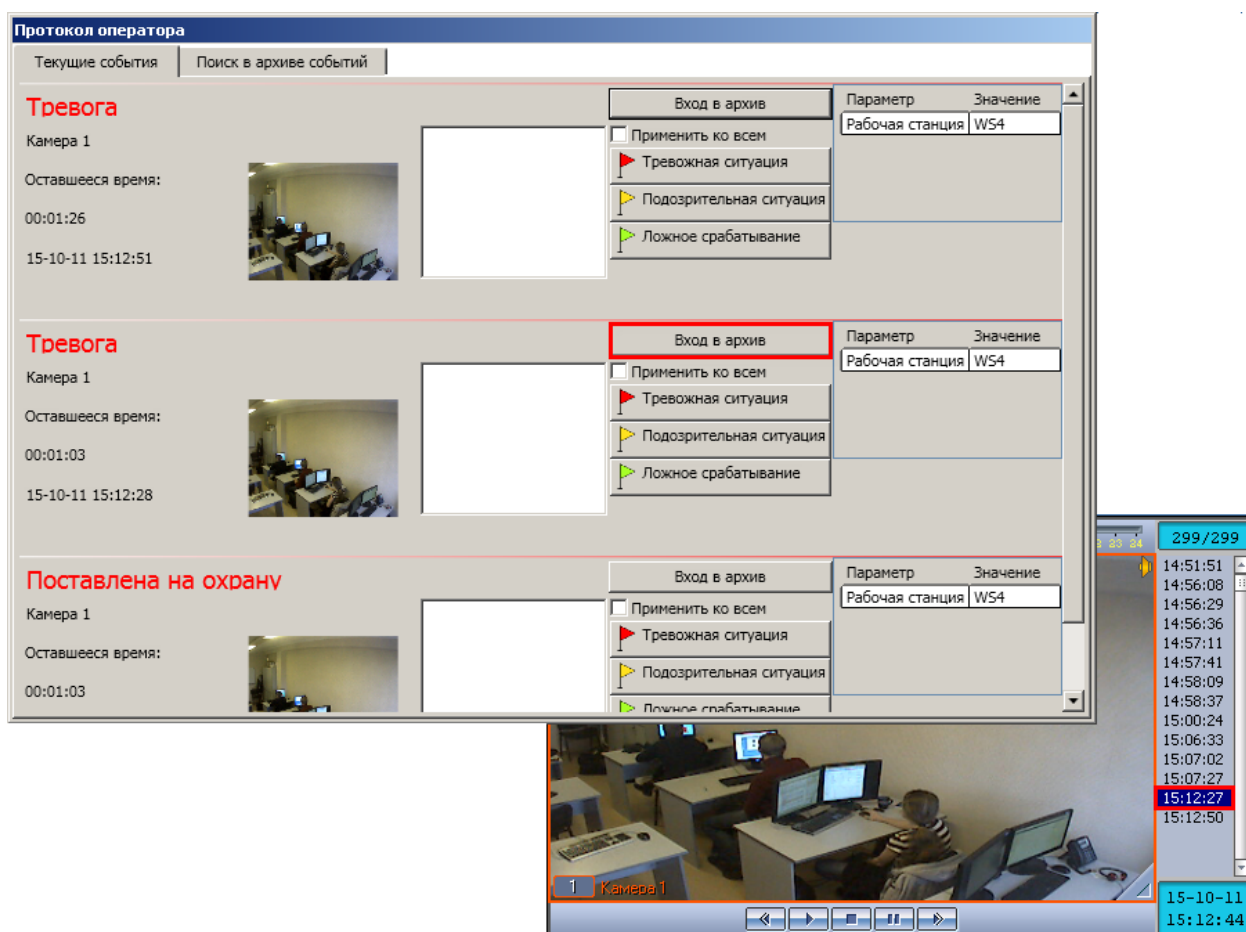 Протокол оператора
Текущие события
Поиск в архиве событий
Тревога
Камера 1
Оставшееся время:
00:01:26
15-10-11 15:12:51
Вход в архив
Применить ко всем
Тревожная ситуация
Подозрительная ситуация
Ложное срабатывание
Параметр Значение
Рабочая станция WS4
Тревога
Камера 1
Оставшееся время:
00:01:03
15-10-11 15:12:28
Вход в архив
Применить ко всем
Тревожная ситуация
Подозрительная ситуация
Ложное срабатывание
Параметр Значение
Рабочая станция WS4
Поставлена на охрану
Камера 1
Оставшееся время:
00:01:03
Вход в архив
Применить ко всем
Тревожная ситуация
Подозрительная ситуация
Ложное срабатывание
Параметр Значение
Рабочая станция WS4
23 24
299/299
14:51:51
14:56:08
14:56:29
14:56:36
14:57:11
14:57:41
14:58:09
14:58:37
15:00:24
15:06:33
15:07:02
15:07:27
15:12:27
15:12:50
1 Камера 1
15-10-11
15:12:44